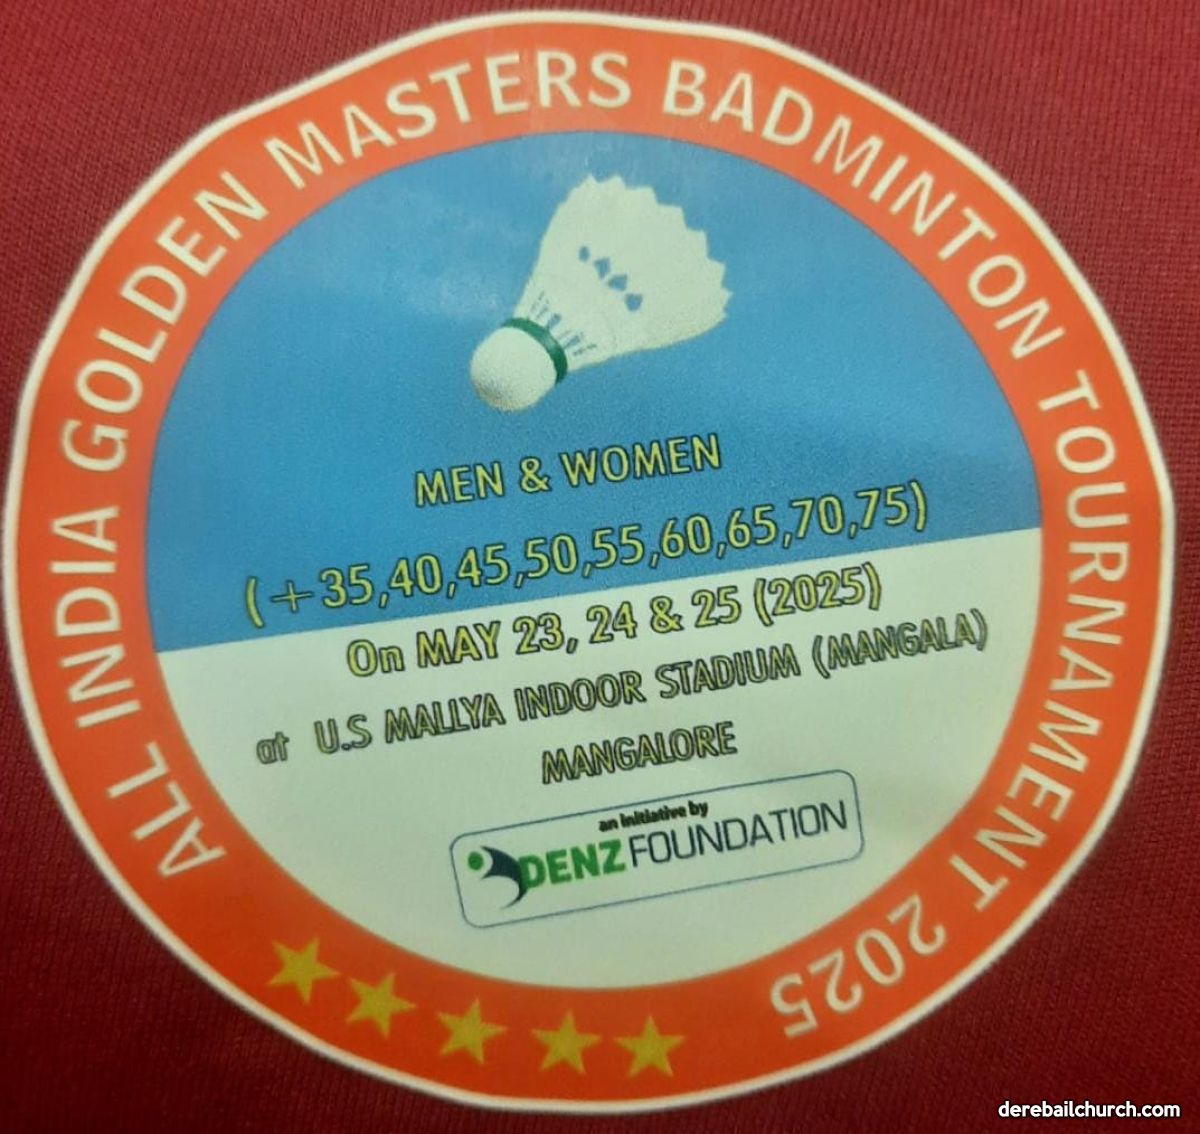 ALL INDIA GOLDEN MASTERS BADMINTON TOURNAMENT 2025
MEN & WOMEN
(+35,40,45,50,55,60,65,70,75)
On MAY 23, 24 & 25 (2025)
at U.S MALLYA INDOOR STADIUM (MANGALA)
MANGALORE
an initiative by
DENZ FOUNDATION
derebailchurch.com